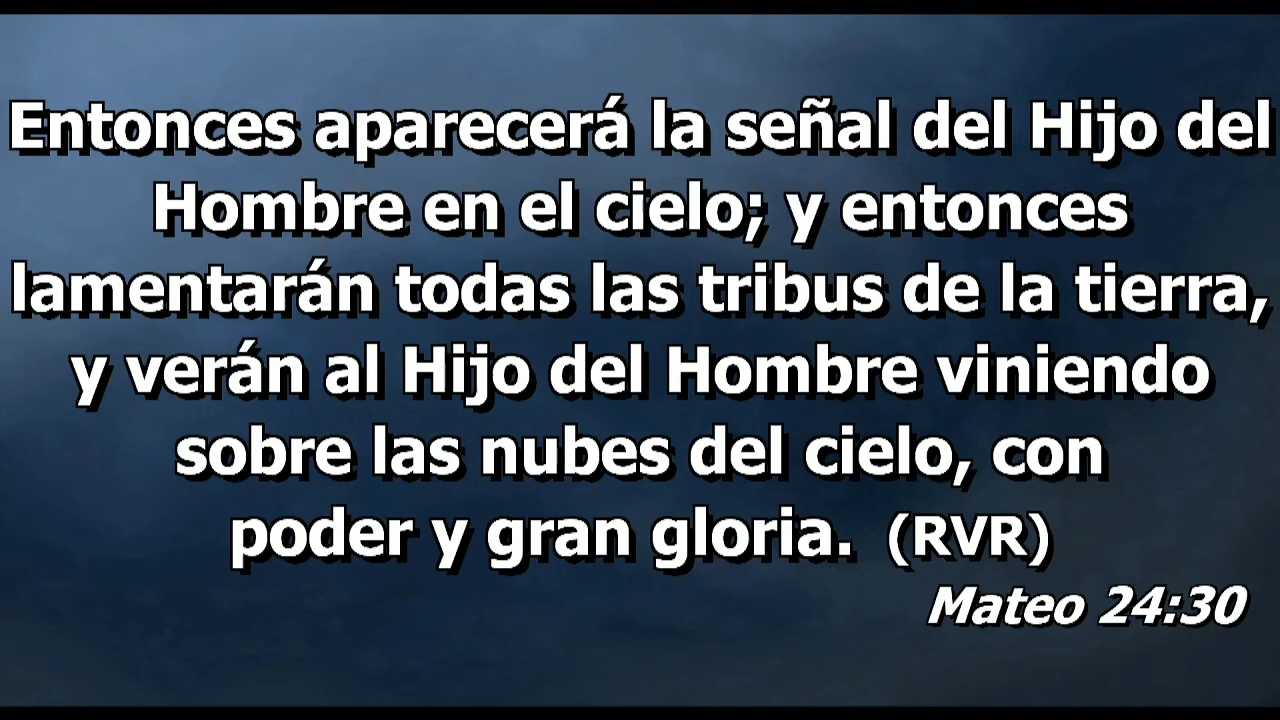 Entonces aparecerá la señal del Hijo del
Hombre en el cielo; y entonces
lamentarán todas las tribus de la tierra,
y verán al Hijo del Hombre viniendo
sobre las nubes del cielo, con
poder y gran gloria. (RVR)
Mateo 24:30